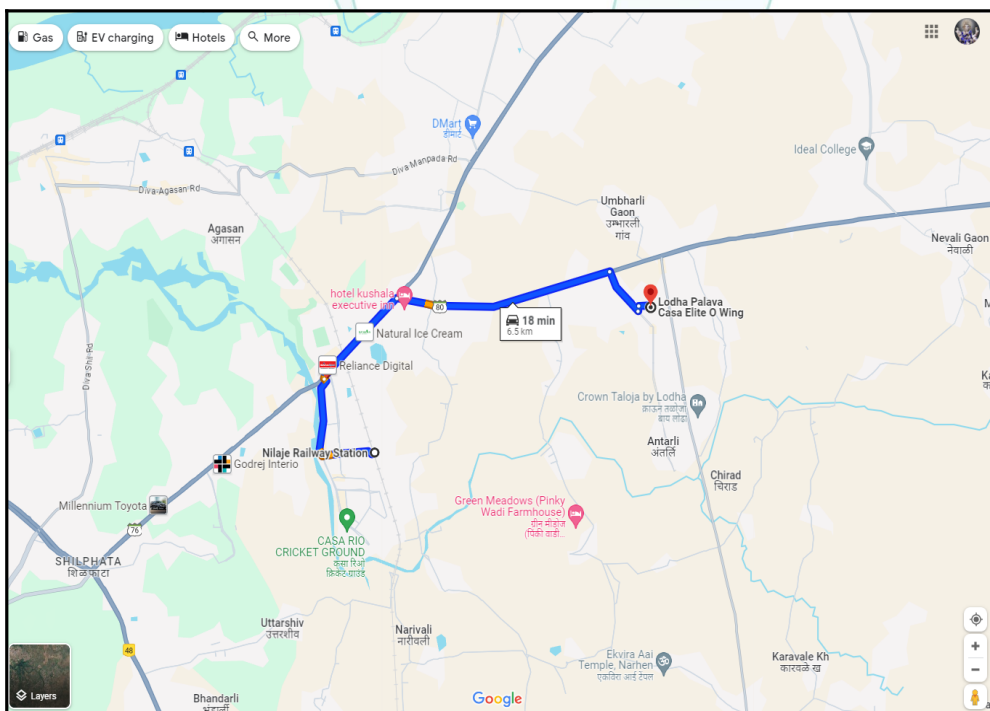 Gas
EV charging
Hotels
More
DMart
डीमार्ट
Ideal College
Diva-Manpada Rd
Diva-Agasan Rd
Umbharli
Gaon
उम्भारली
गांव
Agasan
अगासन
Nevali Gaon
नेवाळी
hotel kushala
executive inn
80
Lodha Palava
Casa Elite O Wing
18 min
6.5 km
Natural Ice Cream
Diva Shil Rd
Reliance Digital
Crown Taloja by Lodha
Antarli
अंतर्लि
Nilaje Railway Station
Godrej Interio
Chirad
चिराड
Millennium Toyota
76
Green Meadows (Pinky
Wadi Farmhouse)
ग्रीन मीडोज
(पिंकी वाडी...
CASA RIO
CRICKET GROUND
SHILPHATA
शिळफाटा
Uttarshiv
उत्तरशीव
Narivali
नारीवली
48
Ekvira Aai
Temple, Narhen
एकविरा आई टेंपल
Karavale Kh
कारवळे ख
Layers
Bhandarli
Google